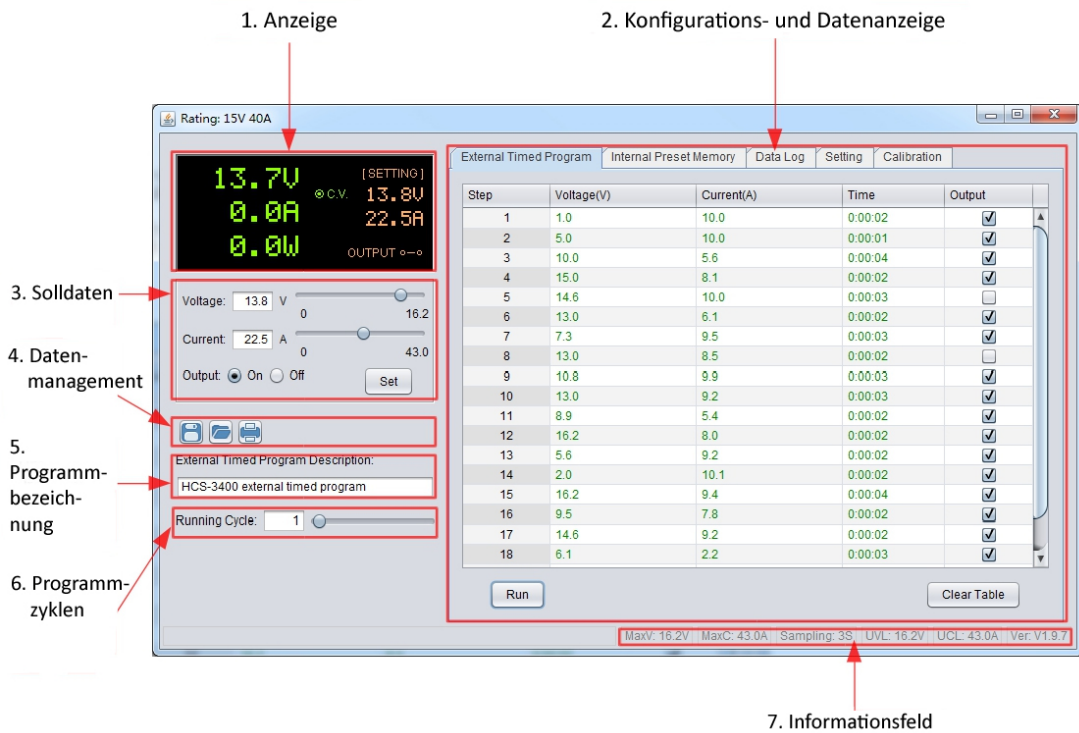 1. Anzeige
2. Konfigurations- und Datenanzeige
Rating: 15V 40A
13.7V
0.0A
0.0W
C.V.
[SETTING]
13.80V
22.5A
OUTPUT
3. Solldaten
Voltage: 13.8 V
0 16.2
Current: 22.5 A
0 43.0
Output: On Off
Set
4. Daten-
management
5.
Programm-
bezeich-
nung
External Timed Program Description:
HCS-3400 external timed program
6. Programm-
zyklen
Running Cycle: 1
External Timed Program Internal Preset Memory Data Log Setting Calibration
Step Voltage(V) Current(A) Time Output
1 1.0 10.0 0:00:02
2 5.0 10.0 0:00:01
3 10.0 5.6 0:00:04
4 15.0 8.1 0:00:02
5 14.6 10.0 0:00:03
6 13.0 6.1 0:00:02
7 7.3 9.5 0:00:03
8 13.0 8.5 0:00:02
9 10.8 9.9 0:00:03
10 13.0 9.2 0:00:03
11 8.9 5.4 0:00:02
12 16.2 8.0 0:00:02
13 5.6 9.2 0:00:02
14 2.0 10.1 0:00:02
15 16.2 9.4 0:00:04
16 9.5 7.8 0:00:02
17 14.6 9.2 0:00:02
18 6.1 2.2 0:00:03
Run
Clear Table
MaxV: 16.2V MaxC: 43.0A Sampling: 3S UVL: 16.2V UCL: 43.0A Ver: V1.9.7
7. Informationsfeld